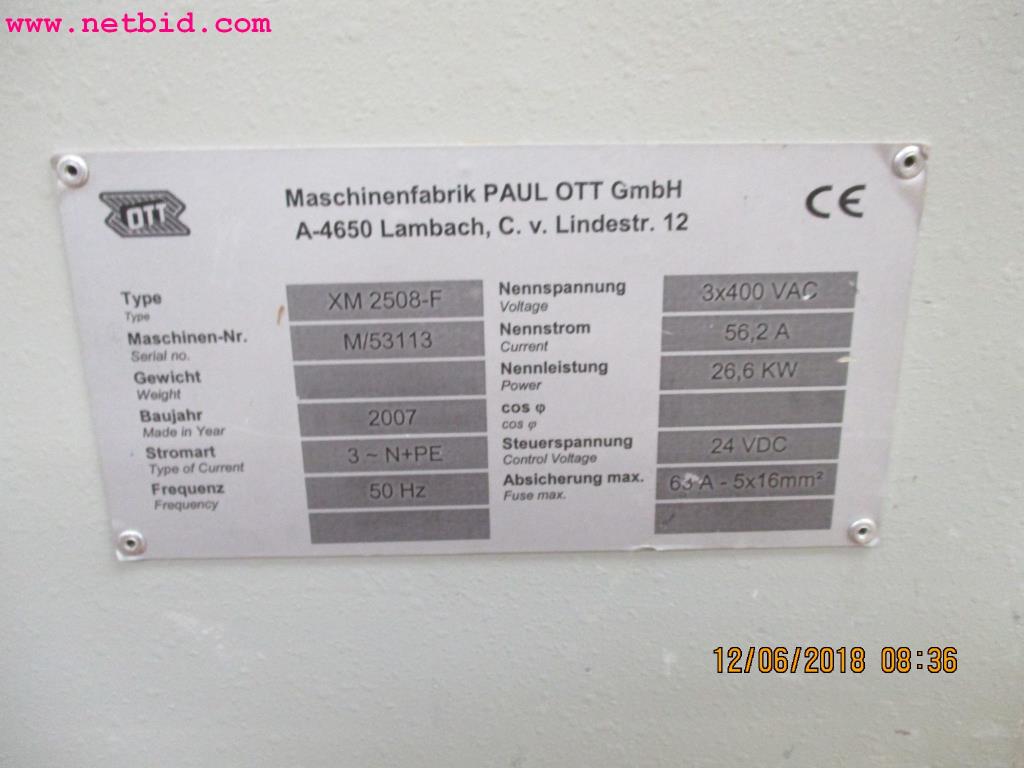 www.netbid.com
OTT
Maschinenfabrik PAUL OTT GmbH
A-4650 Lambach, C. v. Lindestr. 12
CE
Type XM 2508-F
Type
Maschinen-Nr. M/53113
Serial no.
Gewicht
Weight
Baujahr 2007
Made in Year
Stromart 3 ~ N+PE
Type of Current
Frequenz 50 Hz
Frequency
Nennspannung 3x400 VAC
Voltage
Nennstrom 56,2 A
Current
Nennleistung 26,6 KW
Power
cos φ
cos φ
Steuerspannung 24 VDC
Control Voltage
Absicherung max. 63 A - 5x16mm²
Fuse max.
12/06/2018 08:36